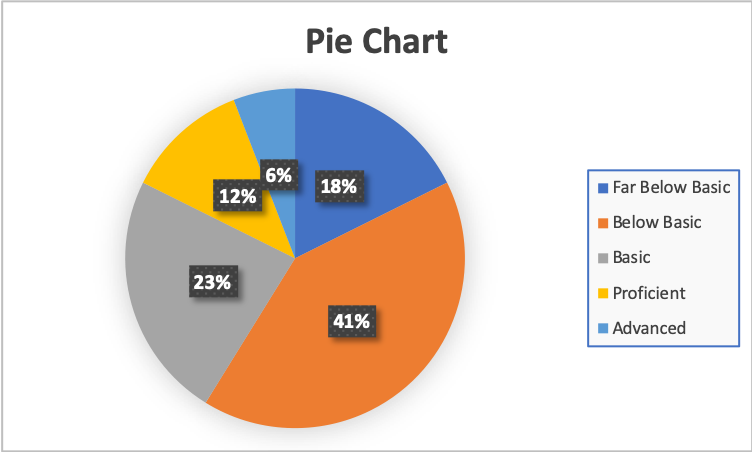 Pie Chart
6%
18%
12%
23%
41%
Far Below Basic
Below Basic
Basic
Proficient
Advanced